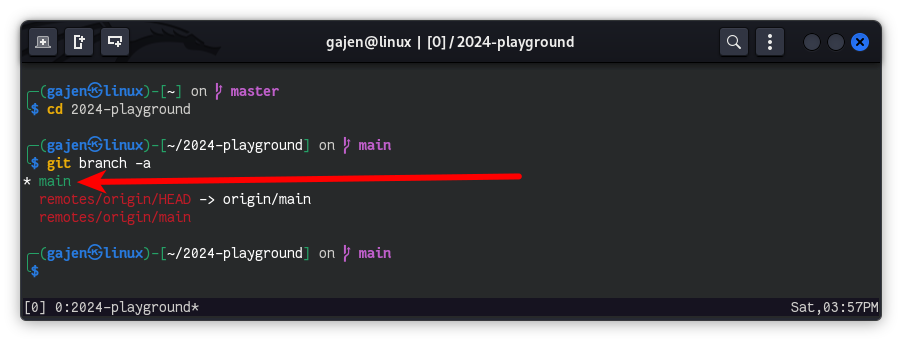 gajen@linux | [0] / 2024-playground
(gajen㉿linux)-[~] on master
$ cd 2024-playground
(gajen㉿linux)-[~/2024-playground] on main
$ git branch -a
* main
remotes/origin/HEAD -> origin/main
remotes/origin/main
(gajen㉿linux)-[~/2024-playground] on main
$
[0] 0:2024-playground* Sat,03:57PM